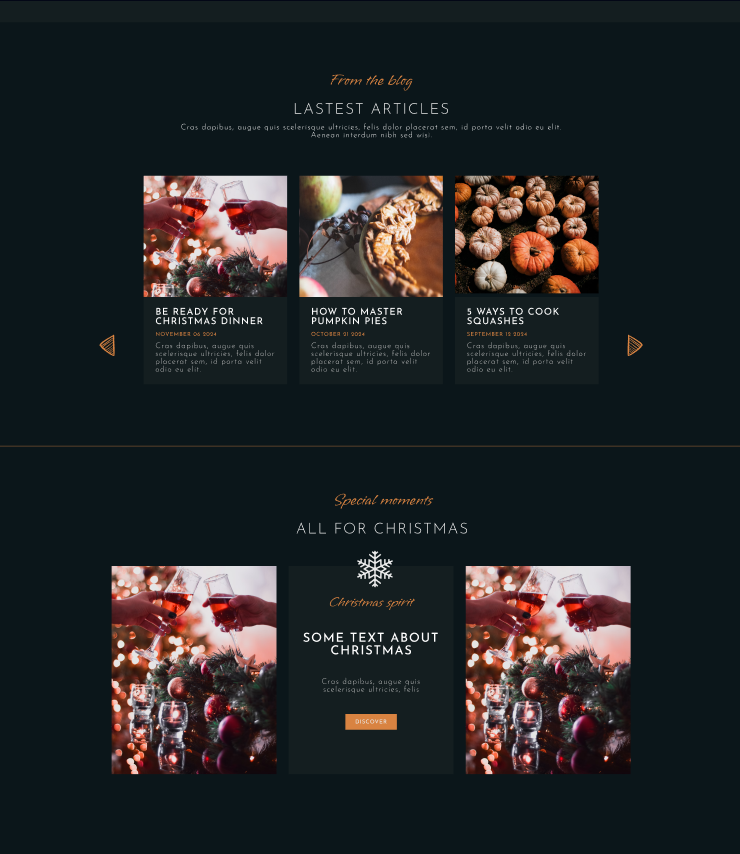 From the blog
LASTEST ARTICLES
Cras dapibus, augue quis scelerisque ultricies, felis dolor placerat sem, id porta velit odio eu elit.
Aenean interdum nibh sed wisi.
BE READY FOR
CHRISTMAS DINNER
NOVEMBER 06 2024
Cras dapibus, augue quis
scelerisque ultricies, felis dolor
placerat sem, id porta velit
odio eu elit.
HOW TO MASTER
PUMPKIN PIES
OCTOBER 21 2024
Cras dapibus, augue quis
scelerisque ultricies, felis dolor
placerat sem, id porta velit
odio eu elit.
5 WAYS TO COOK
SQUASHES
SEPTEMBER 15 2024
Cras dapibus, augue quis
scelerisque ultricies, felis dolor
placerat sem, id porta velit
odio eu elit.
Special moments
ALL FOR CHRISTMAS
Christmas spirit
SOME TEXT ABOUT
CHRISTMAS
Cras dapibus, augue quis
scelerisque ultricies, felis
DISCOVER